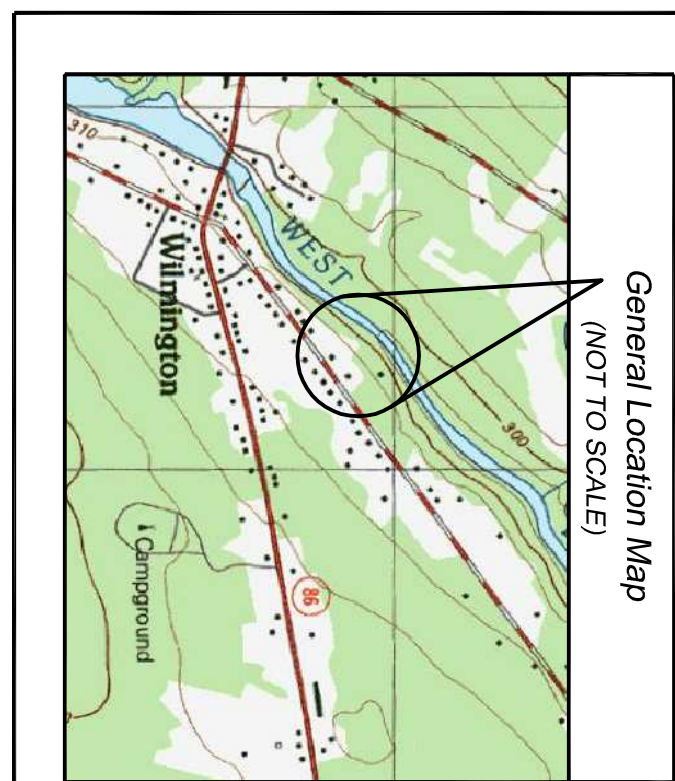 General Location Map
(NOT TO SCALE)
WEST
300
310
Wilmington
86
Campground